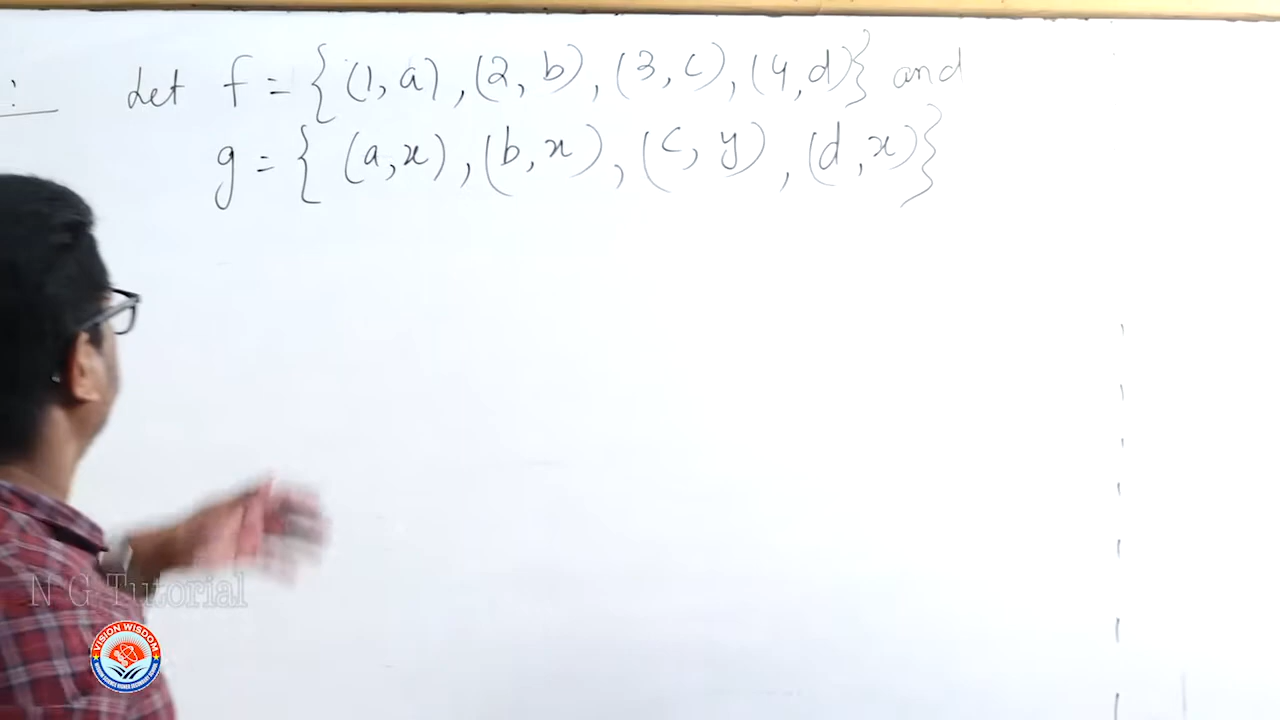 : Let f = { (1, a), (2, b), (3, c), (4, d)} and
g = { (a, x), (b, x), (c, y), (d, x)}
N G Tutorial
VISION WISDOM